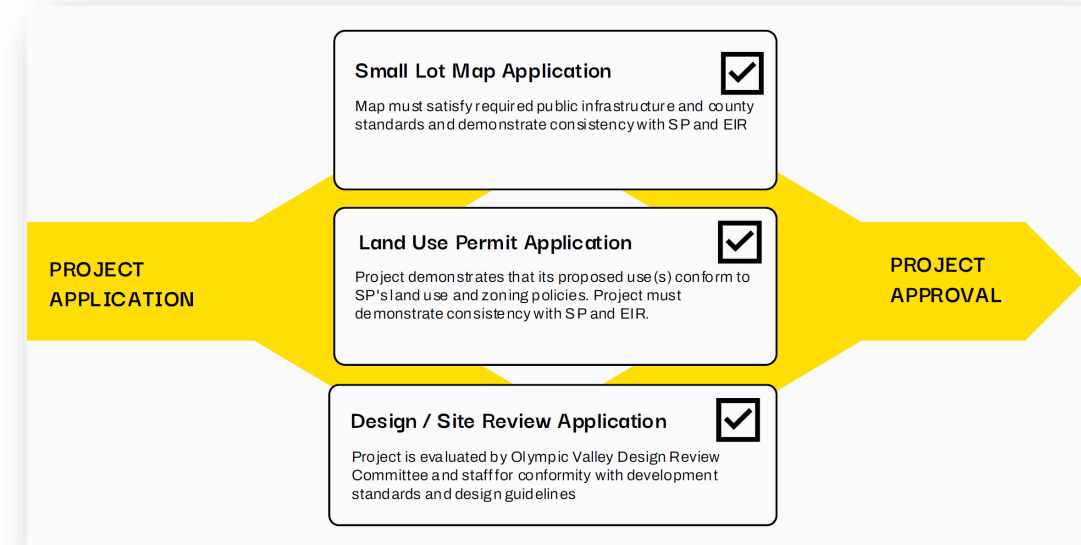 Small Lot Map Application
Map must satisfy required public infrastructure and county
standards and demonstrate consistency with SP and EIR
PROJECT
APPLICATION
Land Use Permit Application
Project demonstrates that its proposed use(s) conform to
SP's land use and zoning policies. Project must
demonstrate consistency with SP and EIR.
PROJECT
APPROVAL
Design / Site Review Application
Project is evaluated by Olympic Valley Design Review
Committee and staff for conformity with development
standards and design guidelines